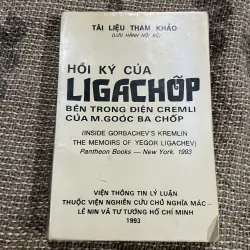 TÀI LIỆU THAM KHẢO
(LƯU HÀNH NỘI BỘ)
HỒI KÝ CỦA
LIGACHỐP
BÊN TRONG ĐIỆN CREMLI
CỦA M.GOÓC BA CHỐP
(INSIDE GORBACHEV'S KREMLIN
THE MEMOIRS OF YEGOR LIGACHEV)
Pantheon Books — New York. 1993
VIỆN THÔNG TIN LÝ LUẬN
THUỘC VIỆN NGHIÊN CỨU CHỦ NGHĨA MÁC -
LÊ NIN VÀ TƯ TƯỞNG HỒ CHÍ MINH
1993